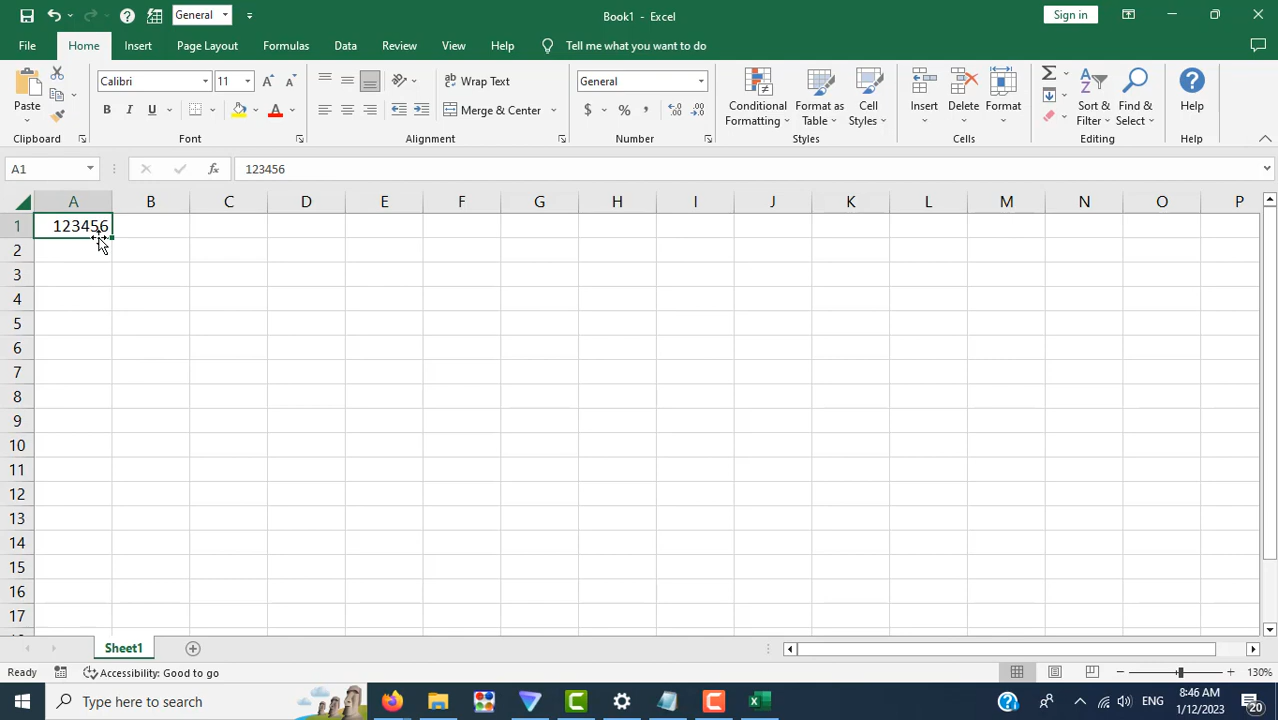 General
Book1 - Excel
Sign in
File Home Insert Page Layout Formulas Data Review View Help Tell me what you want to do
Paste
Calibri 11
B I U A
Wrap Text
Merge & Center
General
$ % ,
Conditional Formatting
Format as Table
Cell Styles
Insert
Delete
Format
Sort & Filter
Find & Select
Help
Clipboard Font Alignment Number Styles Cells Editing Help
A1 fx 123456
A B C D E F G H I J K L M N O P
1 123456
2
3
4
5
6
7
8
9
10
11
12
13
14
15
16
17
Sheet1
Ready Accessibility: Good to go 130%
Type here to search
ENG
8:46 AM
1/12/2023
20